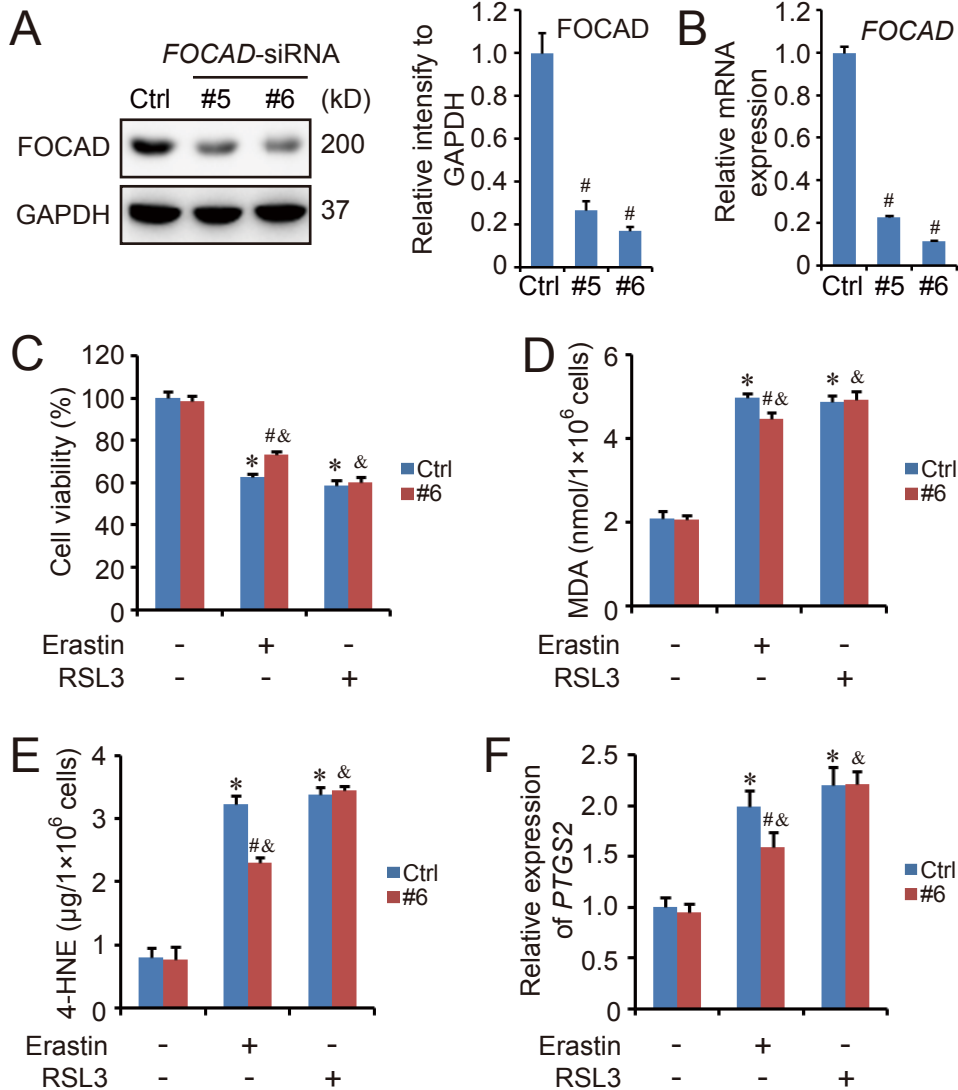 A
FOCAD-siRNA
Ctrl #5 #6 (kD)
FOCAD 200
GAPDH 37
Relative intensify to
GAPDH
FOCAD
1.2
1.0
0.8
0.6
0.4
0.2
0
# #
Ctrl #5 #6
B
Relative mRNA
expression
FOCAD
1.2
1.0
0.8
0.6
0.4
0.2
0
# #
Ctrl #5 #6
C
Cell viability (%)
120
100
80
60
40
20
0
* #& * &
Ctrl
#6
Erastin - + -
RSL3 - - +
D
MDA (nmol/1×10⁶ cells)
6
4
2
0
* #& * &
Ctrl
#6
Erastin - + -
RSL3 - - +
E
4-HNE (μg/1×10⁶ cells)
4
3
2
1
0
* #& * &
Ctrl
#6
Erastin - + -
RSL3 - - +
F
Relative expression
of PTGS2
2.5
2.0
1.5
1.0
0.5
0
* #& * &
Ctrl
#6
Erastin - + -
RSL3 - - +